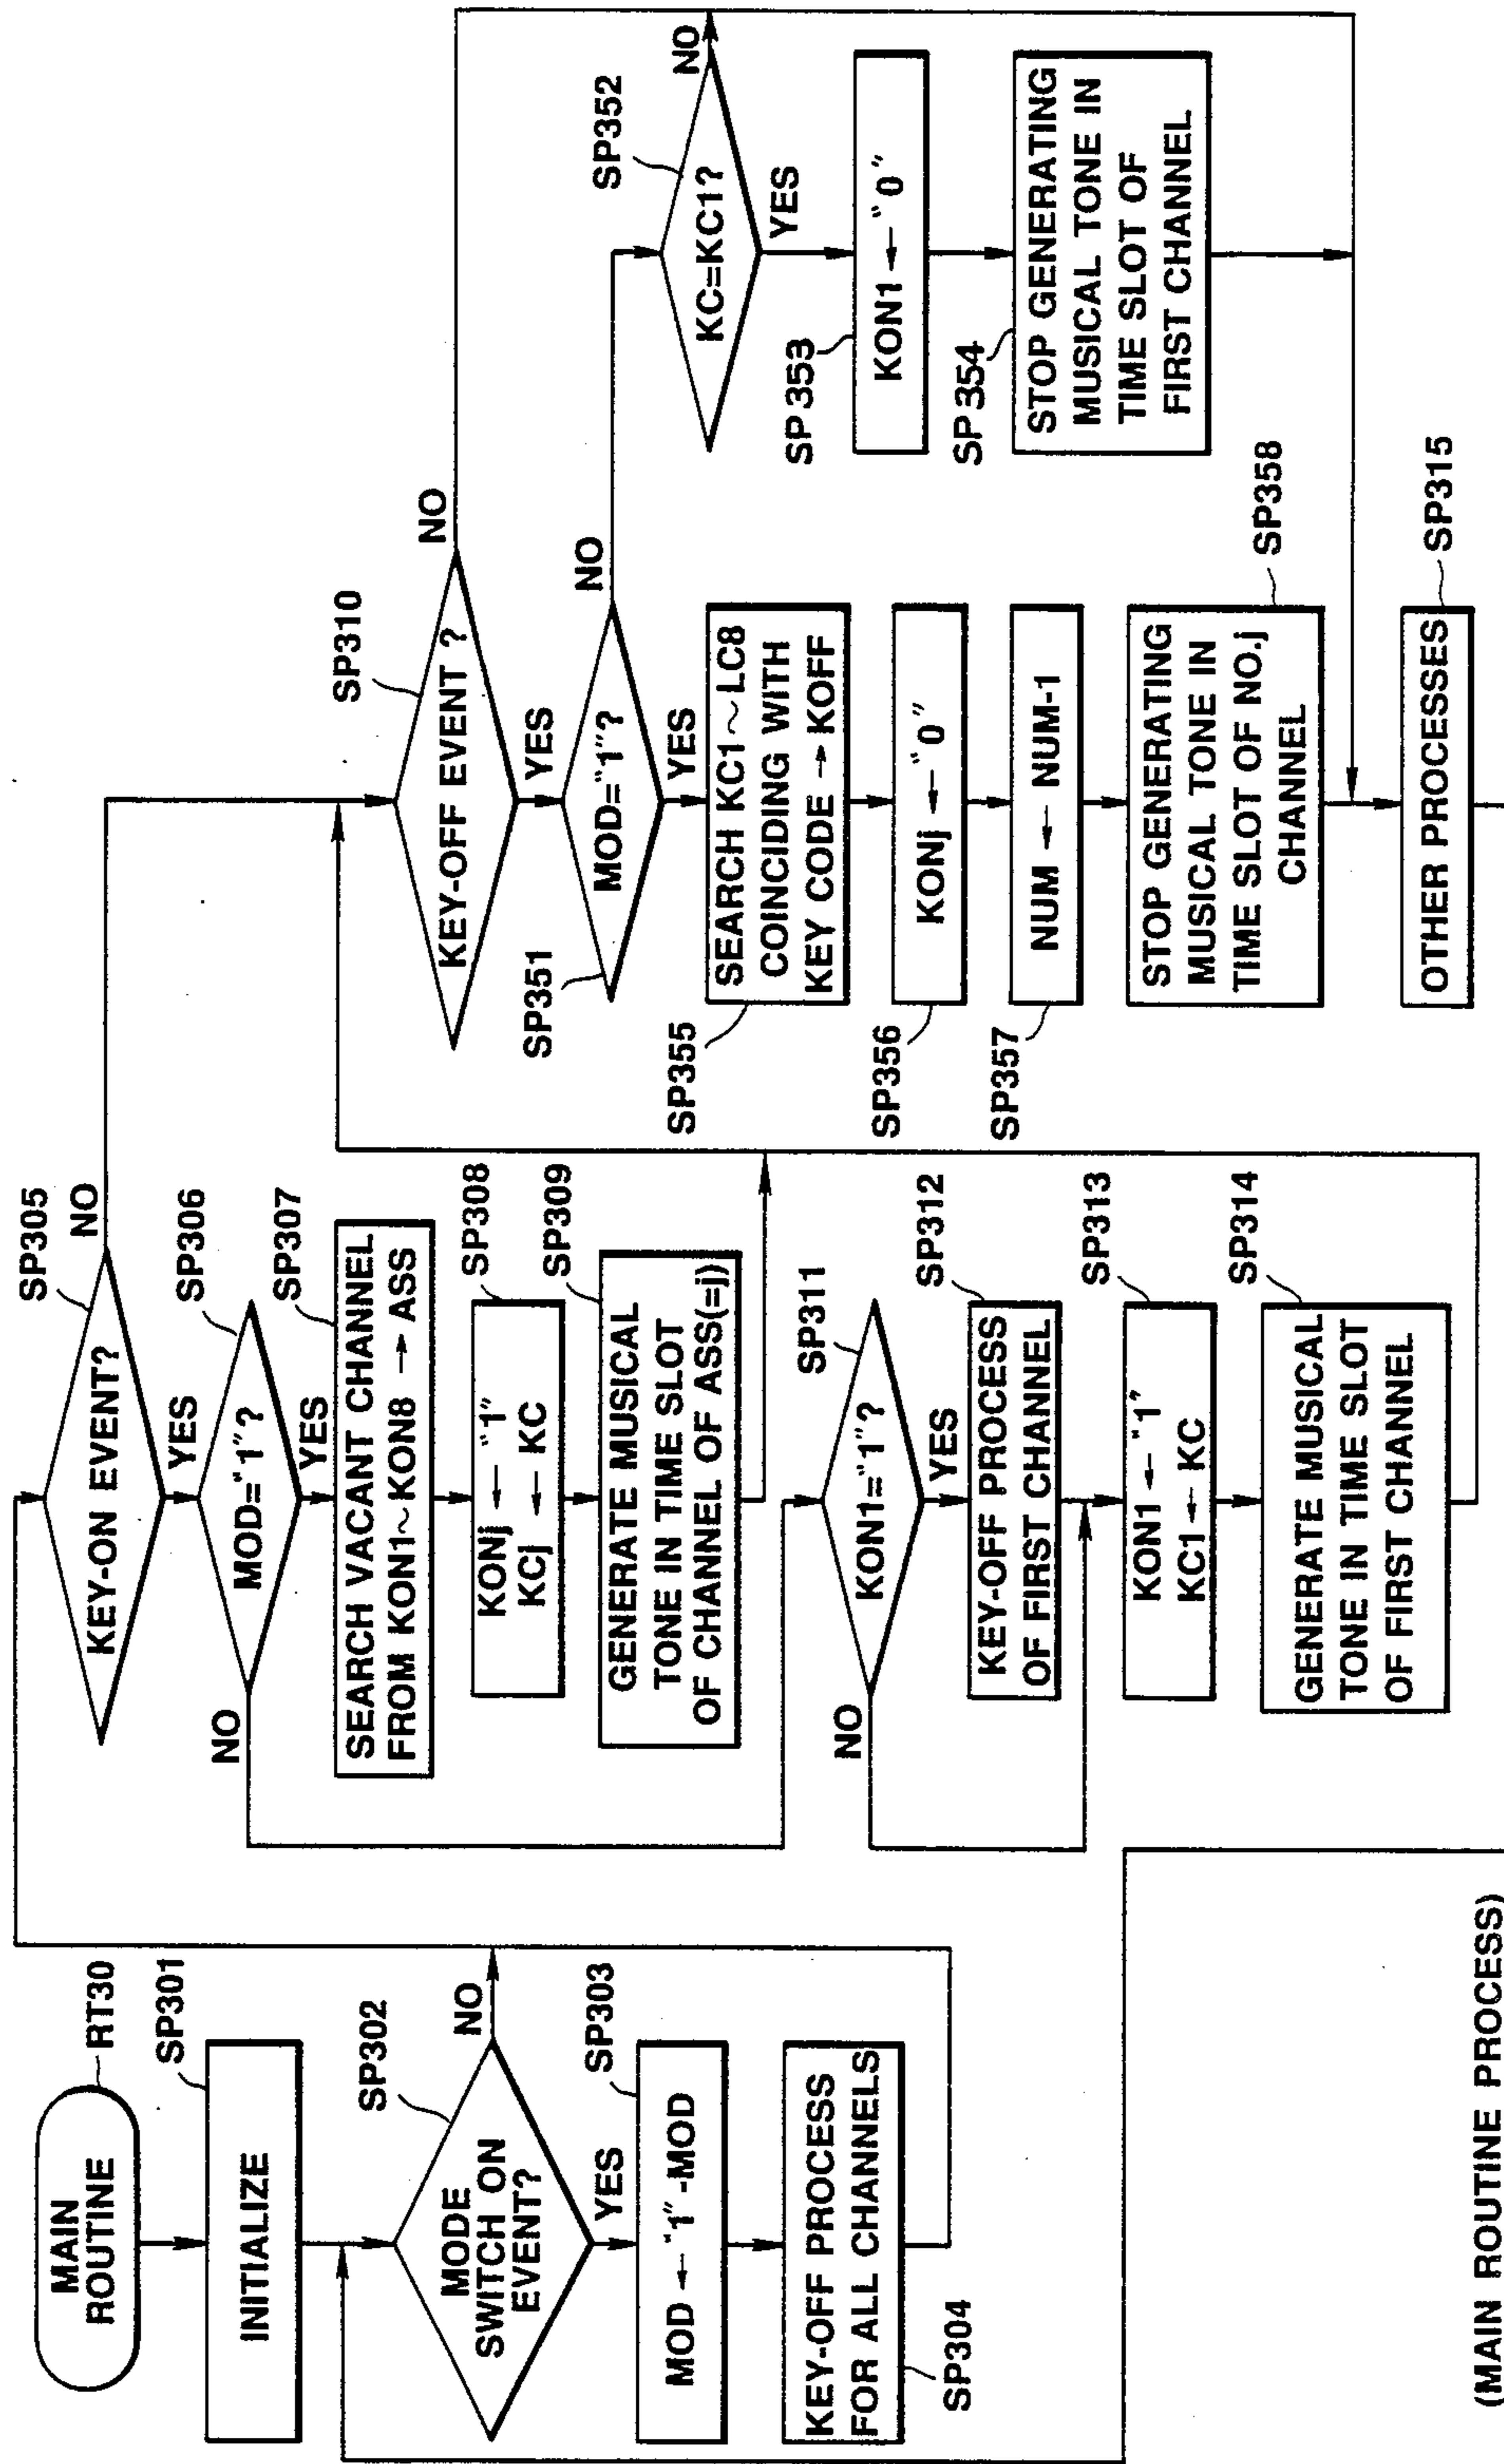 MAIN
ROUTINE
RT30
SP301
INITIALIZE
SP302
MODE
SWITCH ON
EVENT?
NO
YES
SP303
MOD ← "1" -MOD
KEY-OFF PROCESS
FOR ALL CHANNELS
SP304
SP305
KEY-ON EVENT?
NO
YES
SP306
MOD="1"?
NO
YES
SP307
SEARCH VACANT CHANNEL
FROM KON1~KON8 → ASS
SP308
KONj ← "1"
KCj ← KC
SP309
GENERATE MUSICAL
TONE IN TIME SLOT
OF CHANNEL OF ASS(=j)
SP311
KON1="1"?
NO
YES
SP312
KEY-OFF PROCESS
OF FIRST CHANNEL
SP313
KON1 ← "1"
KC1 ← KC
SP314
GENERATE MUSICAL
TONE IN TIME SLOT
OF FIRST CHANNEL
SP310
KEY-OFF EVENT ?
NO
YES
SP351
MOD="1"?
NO
YES
SP355
SEARCH KC1~LC8
COINCIDING WITH
KEY CODE → KOFF
SP356
KONj ← "0"
SP357
NUM ← NUM-1
SP358
STOP GENERATING
MUSICAL TONE IN
TIME SLOT OF NO.j
CHANNEL
SP352
KC=KC1?
NO
YES
SP353
KON1 ← "0"
SP354
STOP GENERATING
MUSICAL TONE IN
TIME SLOT OF
FIRST CHANNEL
SP315
OTHER PROCESSES
(MAIN ROUTINE PROCESS)